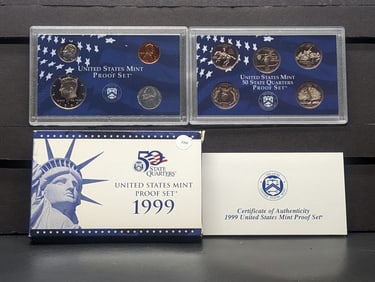 UNITED STATES MINT
PROOF SET
UNITED STATES MINT
50 STATE QUARTERS
PROOF SET
50
STATE
QUARTERS
UNITED STATES MINT
PROOF SET
1999
Certificate of Authenticity
1999 United States Mint Proof Set